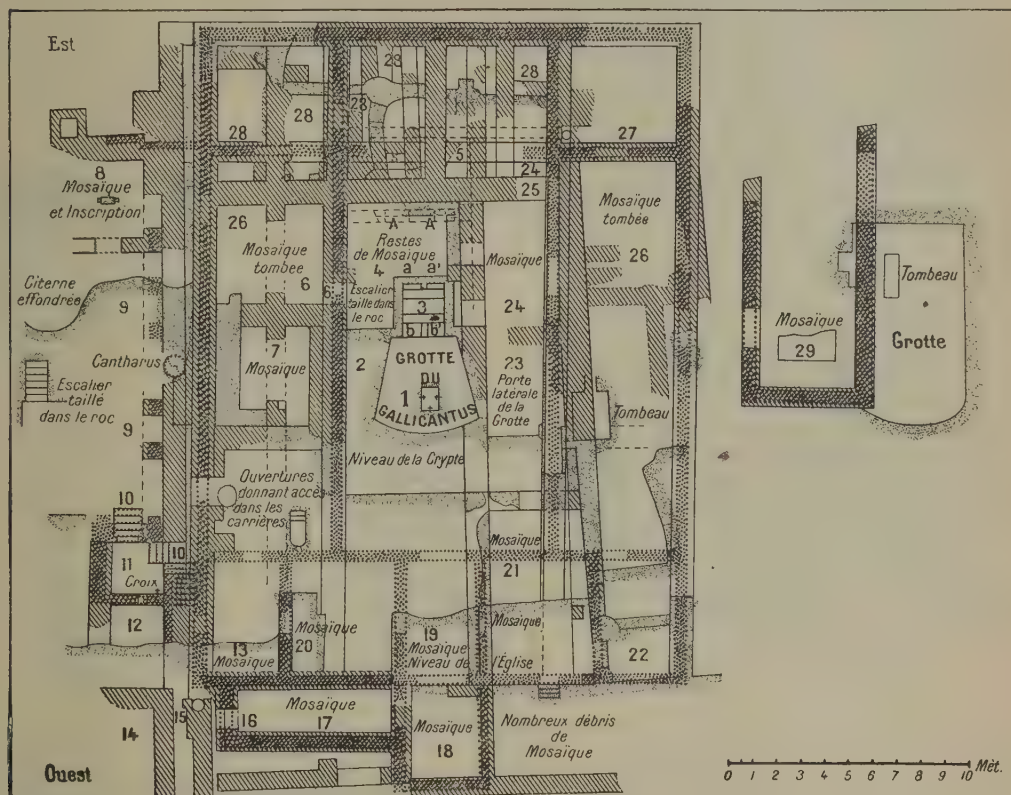 Est
28
28
28
28
28
27
5
24
25
8
Mosaïque
et Inscription
26
Mosaïque
tombée
6
6
A
A'
Restes
de Mosaïque
4
a
a'
Escalier
taillé dans
le roc
3
b
b'
Mosaïque
24
Mosaïque
tombée
26
Citerne
effondrée
9
Cantharus
Escalier
taillé
dans le roc
9
7
Mosaïque
2
GROTTE
DU
1
GALLICANTUS
23
Porte
latérale
de la
Grotte
Tombeau
Niveau de la Crypte
Ouvertures
donnant accès
dans les
carrières
10
10
11
Croix
12
Mosaïque
21
13
Mosaïque
Mosaïque
20
19
Mosaïque
Niveau de
l'Église
Mosaïque
22
14
15
16
Mosaïque
17
Mosaïque
18
Nombreux débris
de
Mosaïque
Ouest
Mosaïque
29
Tombeau
Grotte
0 1 2 3 4 5 6 7 8 9 10 Mèt.